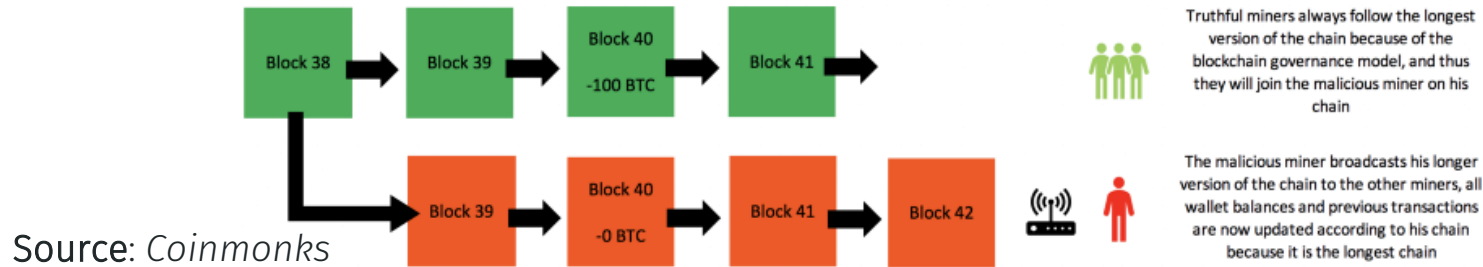 Block 38
Block 39
Block 40
-100 BTC
Block 41
Truthful miners always follow the longest
version of the chain because of the
blockchain governance model, and thus
they will join the malicious miner on his
chain
Block 39
Block 40
-0 BTC
Block 41
Block 42
The malicious miner broadcasts his longer
version of the chain to the other miners, all
wallet balances and previous transactions
are now updated according to his chain
because it is the longest chain
Source: Coinmonks